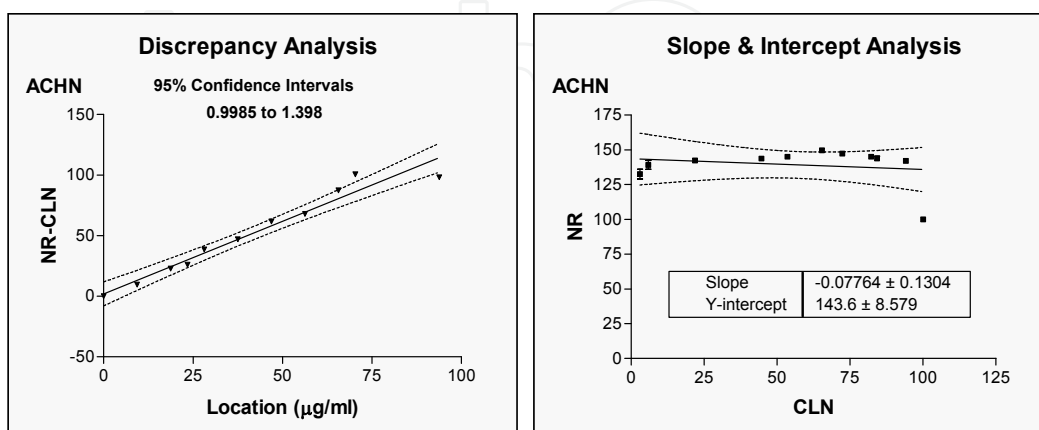 Discrepancy Analysis
ACHN
95% Confidence Intervals
0.9985 to 1.398
150
100
50
0
-50
NR-CLN
0
25
50
75
100
Location (μg/ml)
Slope & Intercept Analysis
ACHN
175
150
125
100
75
50
25
0
NR
Slope -0.07764 ± 0.1304
Y-intercept 143.6 ± 8.579
0
25
50
75
100
125
CLN